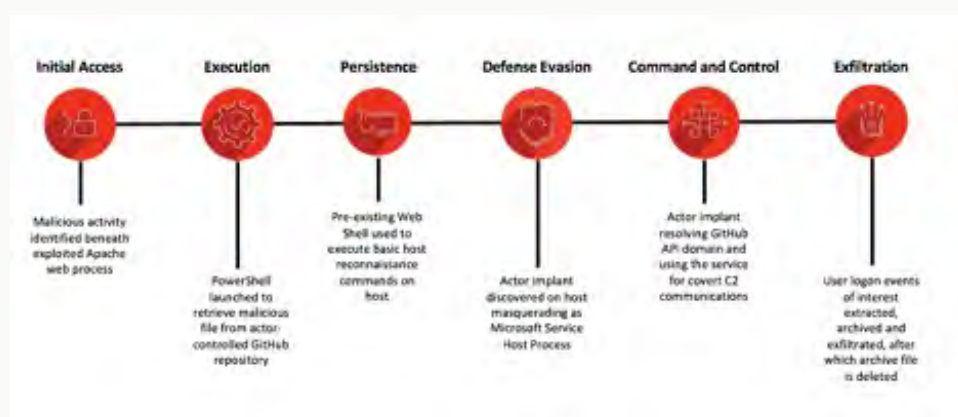 Initial Access
Execution
Persistence
Defense Evasion
Command and Control
Exfiltration
Malicious activity
identified beneath
exploited Apache
web process
PowerShell
launched to
retrieve malicious
file from actor-
controlled GitHub
repository
Pre-existing Web
Shell used to
execute basic host
reconnaissance
commands on
host
Actor implant
discovered on host
masquerading as
Microsoft Service
Host Process
Actor implant
resolving GitHub
API domain and
using the service
for covert C2
communications
User logon events
of interest
extracted,
archived and
exfiltrated, after
which archive file
is deleted